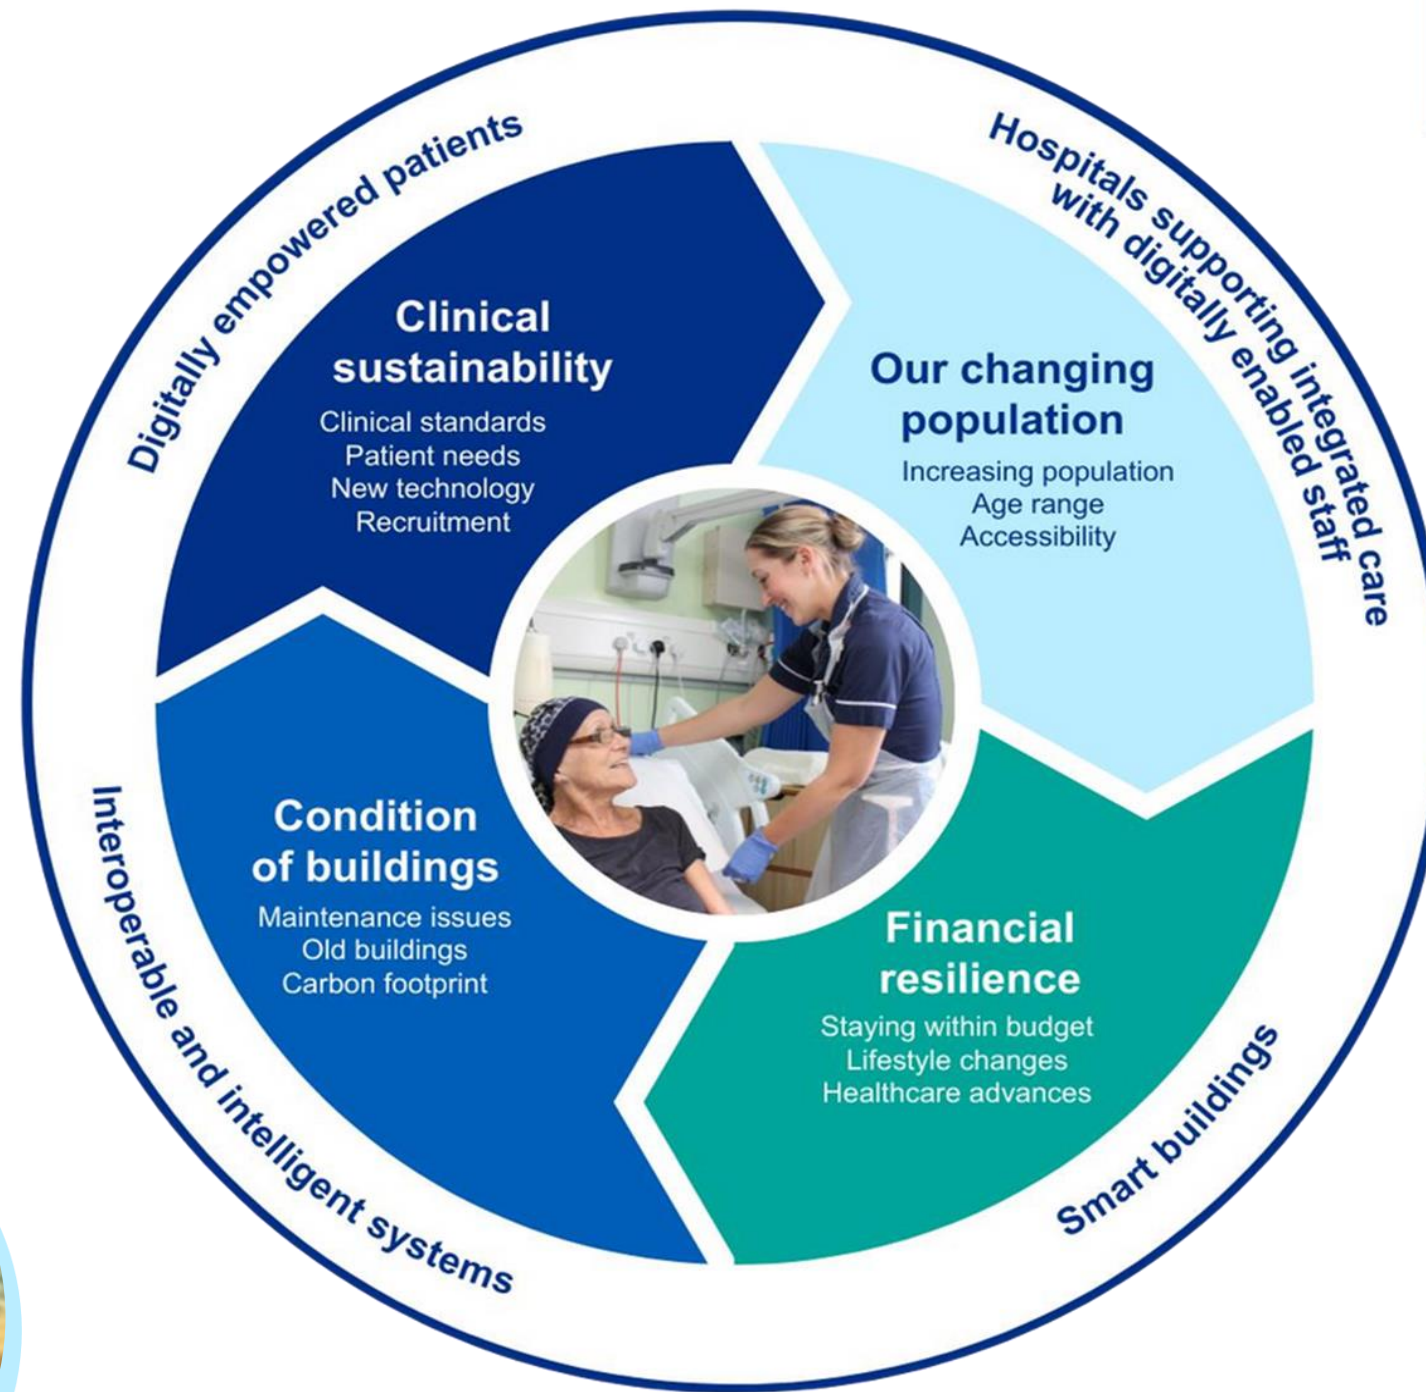 Digitally empowered patients
Hospitals supporting integrated care
with digitally enabled staff
Clinical
sustainability
Clinical standards
Patient needs
New technology
Recruitment
Our changing
population
Increasing population
Age range
Accessibility
Condition
of buildings
Maintenance issues
Old buildings
Carbon footprint
Financial
resilience
Staying within budget
Lifestyle changes
Healthcare advances
Interoperable and intelligent systems
Smart buildings